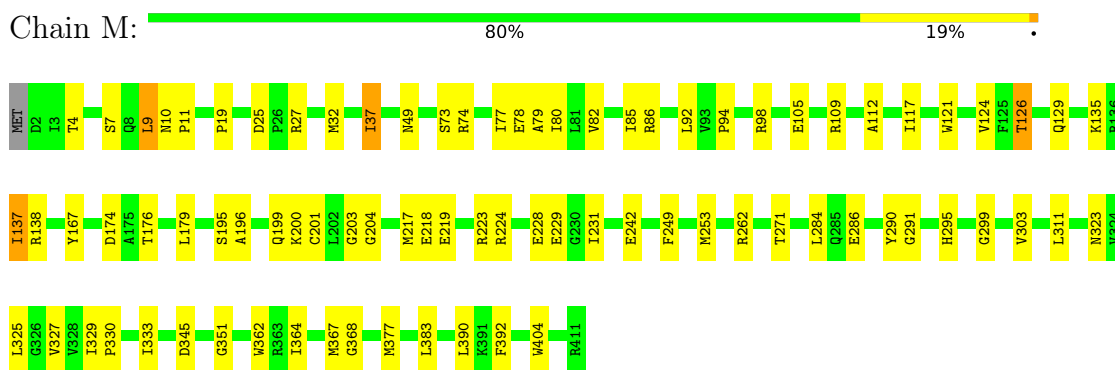 Chain M:
80% 19% •
MET D2 I3 T4 S7 Q8 L9 N10 P11 P19 D25 P26 R27 M32 I37 N49 S73 R74 I77 E78 A79 I80 L81 V82 I85 R86 L92 V93 P94 R98 E105 R109 A112 I117 W121 V124 F125 T126 Q129 K135 R136
I137 R138 Y167 D174 A175 T176 L179 S195 A196 Q199 K200 C201 L202 G203 G204 M217 E218 E219 R223 R224 E228 E229 G230 I231 E242 F249 M253 R262 T271 L284 Q285 E286 Y290 G291 H295 G299 V303 L311 N323 V324
L325 G326 V327 V328 I329 P330 I333 D345 G351 W362 R363 I364 M367 G368 M377 L383 L390 K391 F392 W404 R411